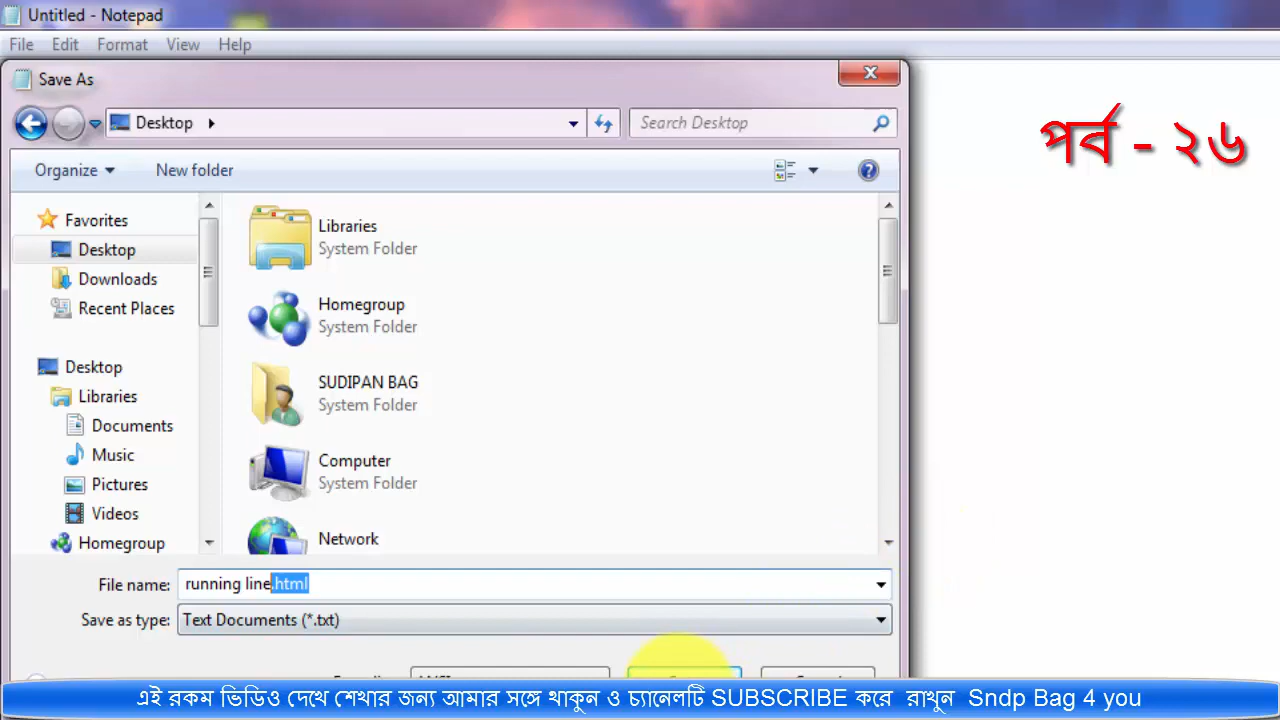 Untitled - Notepad
File Edit Format View Help
Save As
Desktop
Search Desktop
পর্ব - ২৬
Organize
New folder
Favorites
Desktop
Downloads
Recent Places
Desktop
Libraries
Documents
Music
Pictures
Videos
Homegroup
Libraries
System Folder
Homegroup
System Folder
SUDIPAN BAG
System Folder
Computer
System Folder
Network
File name: running line.html
Save as type: Text Documents (*.txt)
এই রকম ভিডিও দেখে শেখার জন্য আমার সঙ্গে থাকুন ও চ্যানেলটি SUBSCRIBE করে রাখুন Sndp Bag 4 you